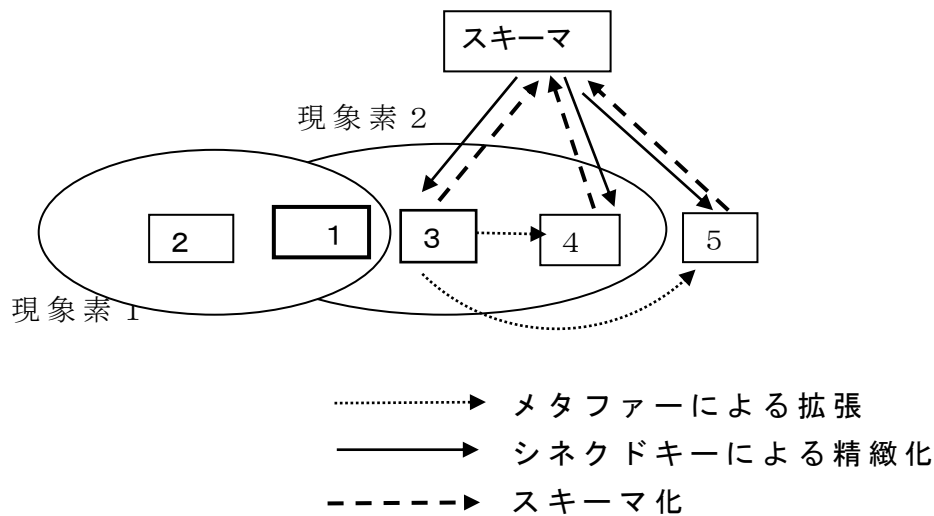 スキーマ
現象素２
２ １ ３ ４ ５
現象素１
メタファーによる拡張
シネクドキーによる精緻化
スキーマ化